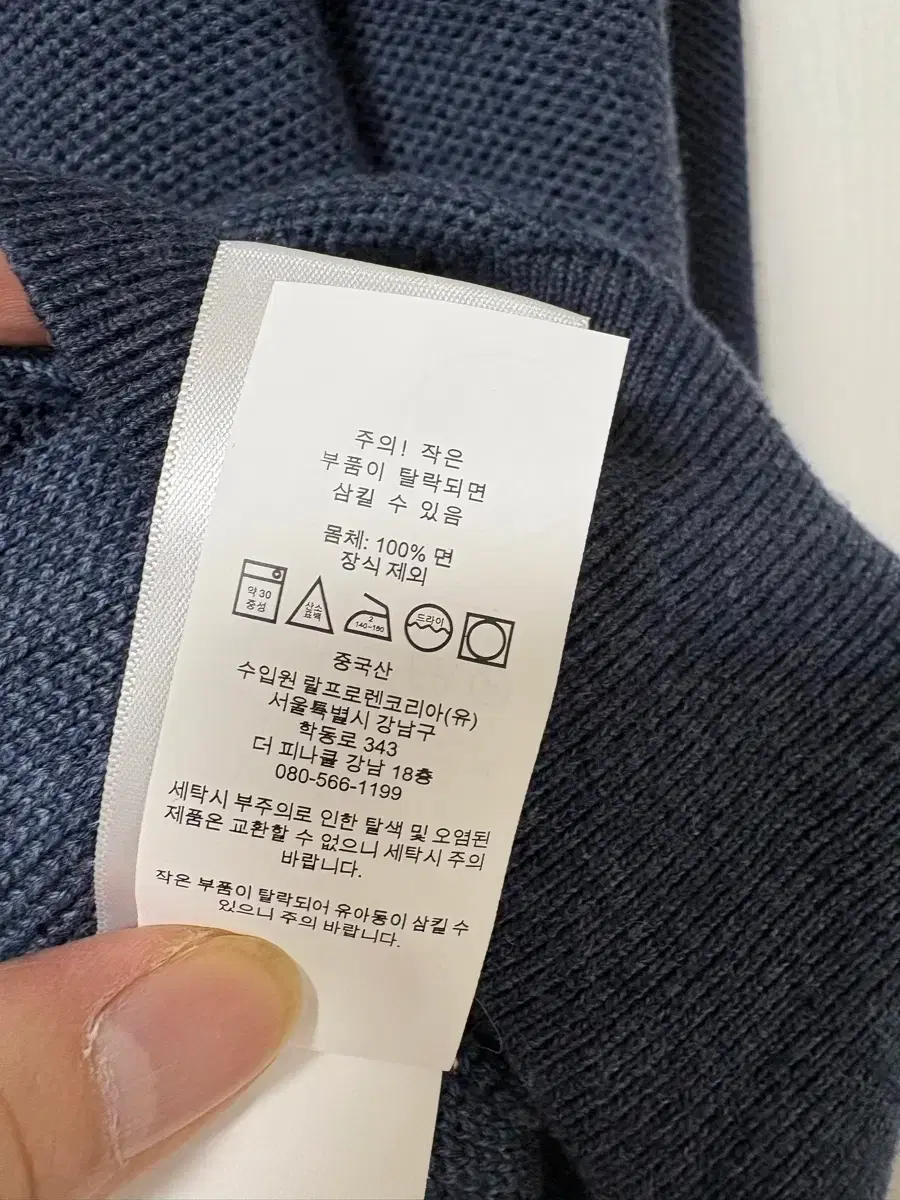 주의! 작은
부품이 탈락되면
삼킬 수 있음
몸체: 100% 면
장식 제외
약 30
중성
산소
표백
2
140~160
드라이
중국산
수입원 랄프로렌코리아(유)
서울특별시 강남구
학동로 343
더 피나클 강남 18층
080-566-1199
세탁시 부주의로 인한 탈색 및 오염된
제품은 교환할 수 없으니 세탁시 주의
바랍니다.
작은 부품이 탈락되어 유아동이 삼킬 수
있으니 주의 바랍니다.